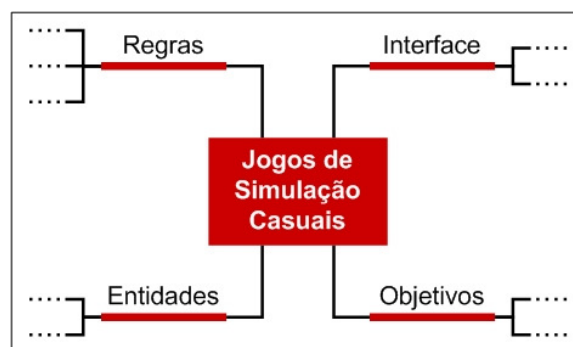 Regras
Interface
Jogos de
Simulação
Casuais
Entidades
Objetivos